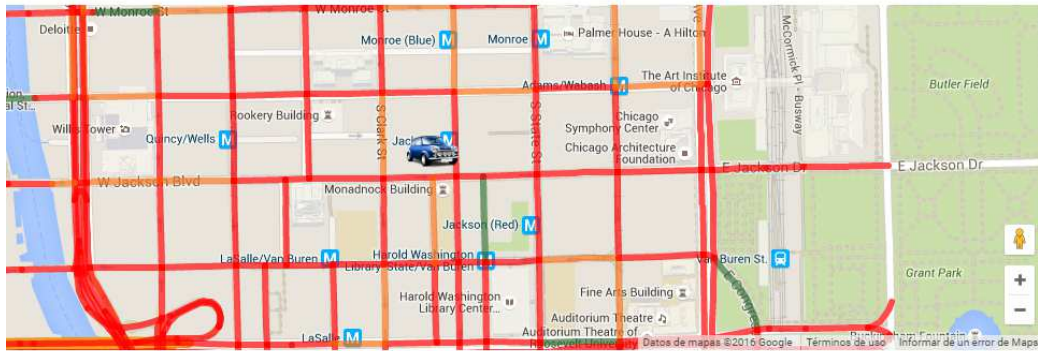 W Monroe St
W Monroe St
Deloitte
Monroe (Blue) M
Monroe M
Palmer House - A Hilton
Adams/Wabash M
The Art Institute
of Chicago
McCormick Pl - Busway
Butler Field
Rookery Building
Willis Tower
Quincy/Wells M
S Clark St
S State St
Chicago
Symphony Center
Chicago Architecture
Foundation
W Jackson Blvd
E Jackson Dr
E Jackson Dr
Monadnock Building
Jackson (Red) M
LaSalle/Van Buren M
Harold Washington
Library-State/Van Buren M
Van Buren St.
Grant Park
Harold Washington
Library Center...
Fine Arts Building
Auditorium Theatre
LaSalle M
Auditorium Theatre of
Roosevelt University
E Congress
Buckingham Fountain
Datos de mapas ©2016 Google
Términos de uso
Informar de un error de Maps